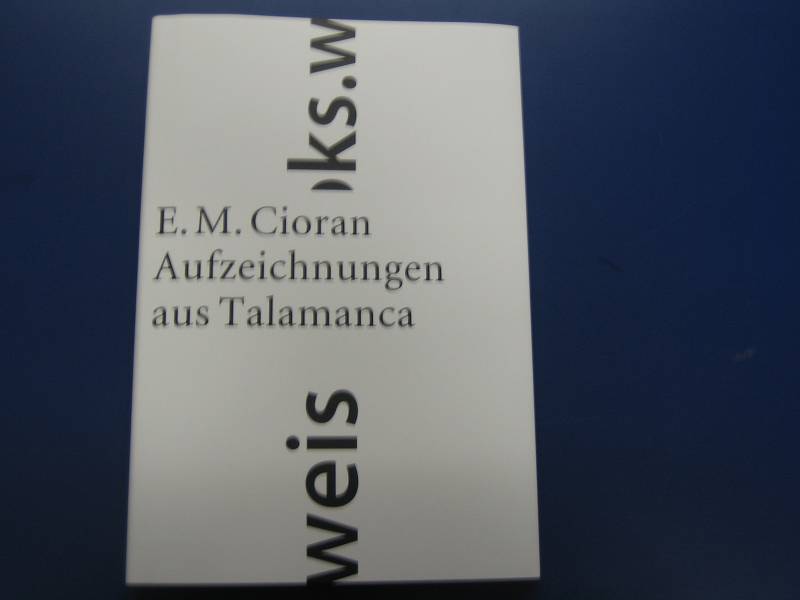 ks.w
E. M. Cioran
Aufzeichnungen
aus Talamanca
weis